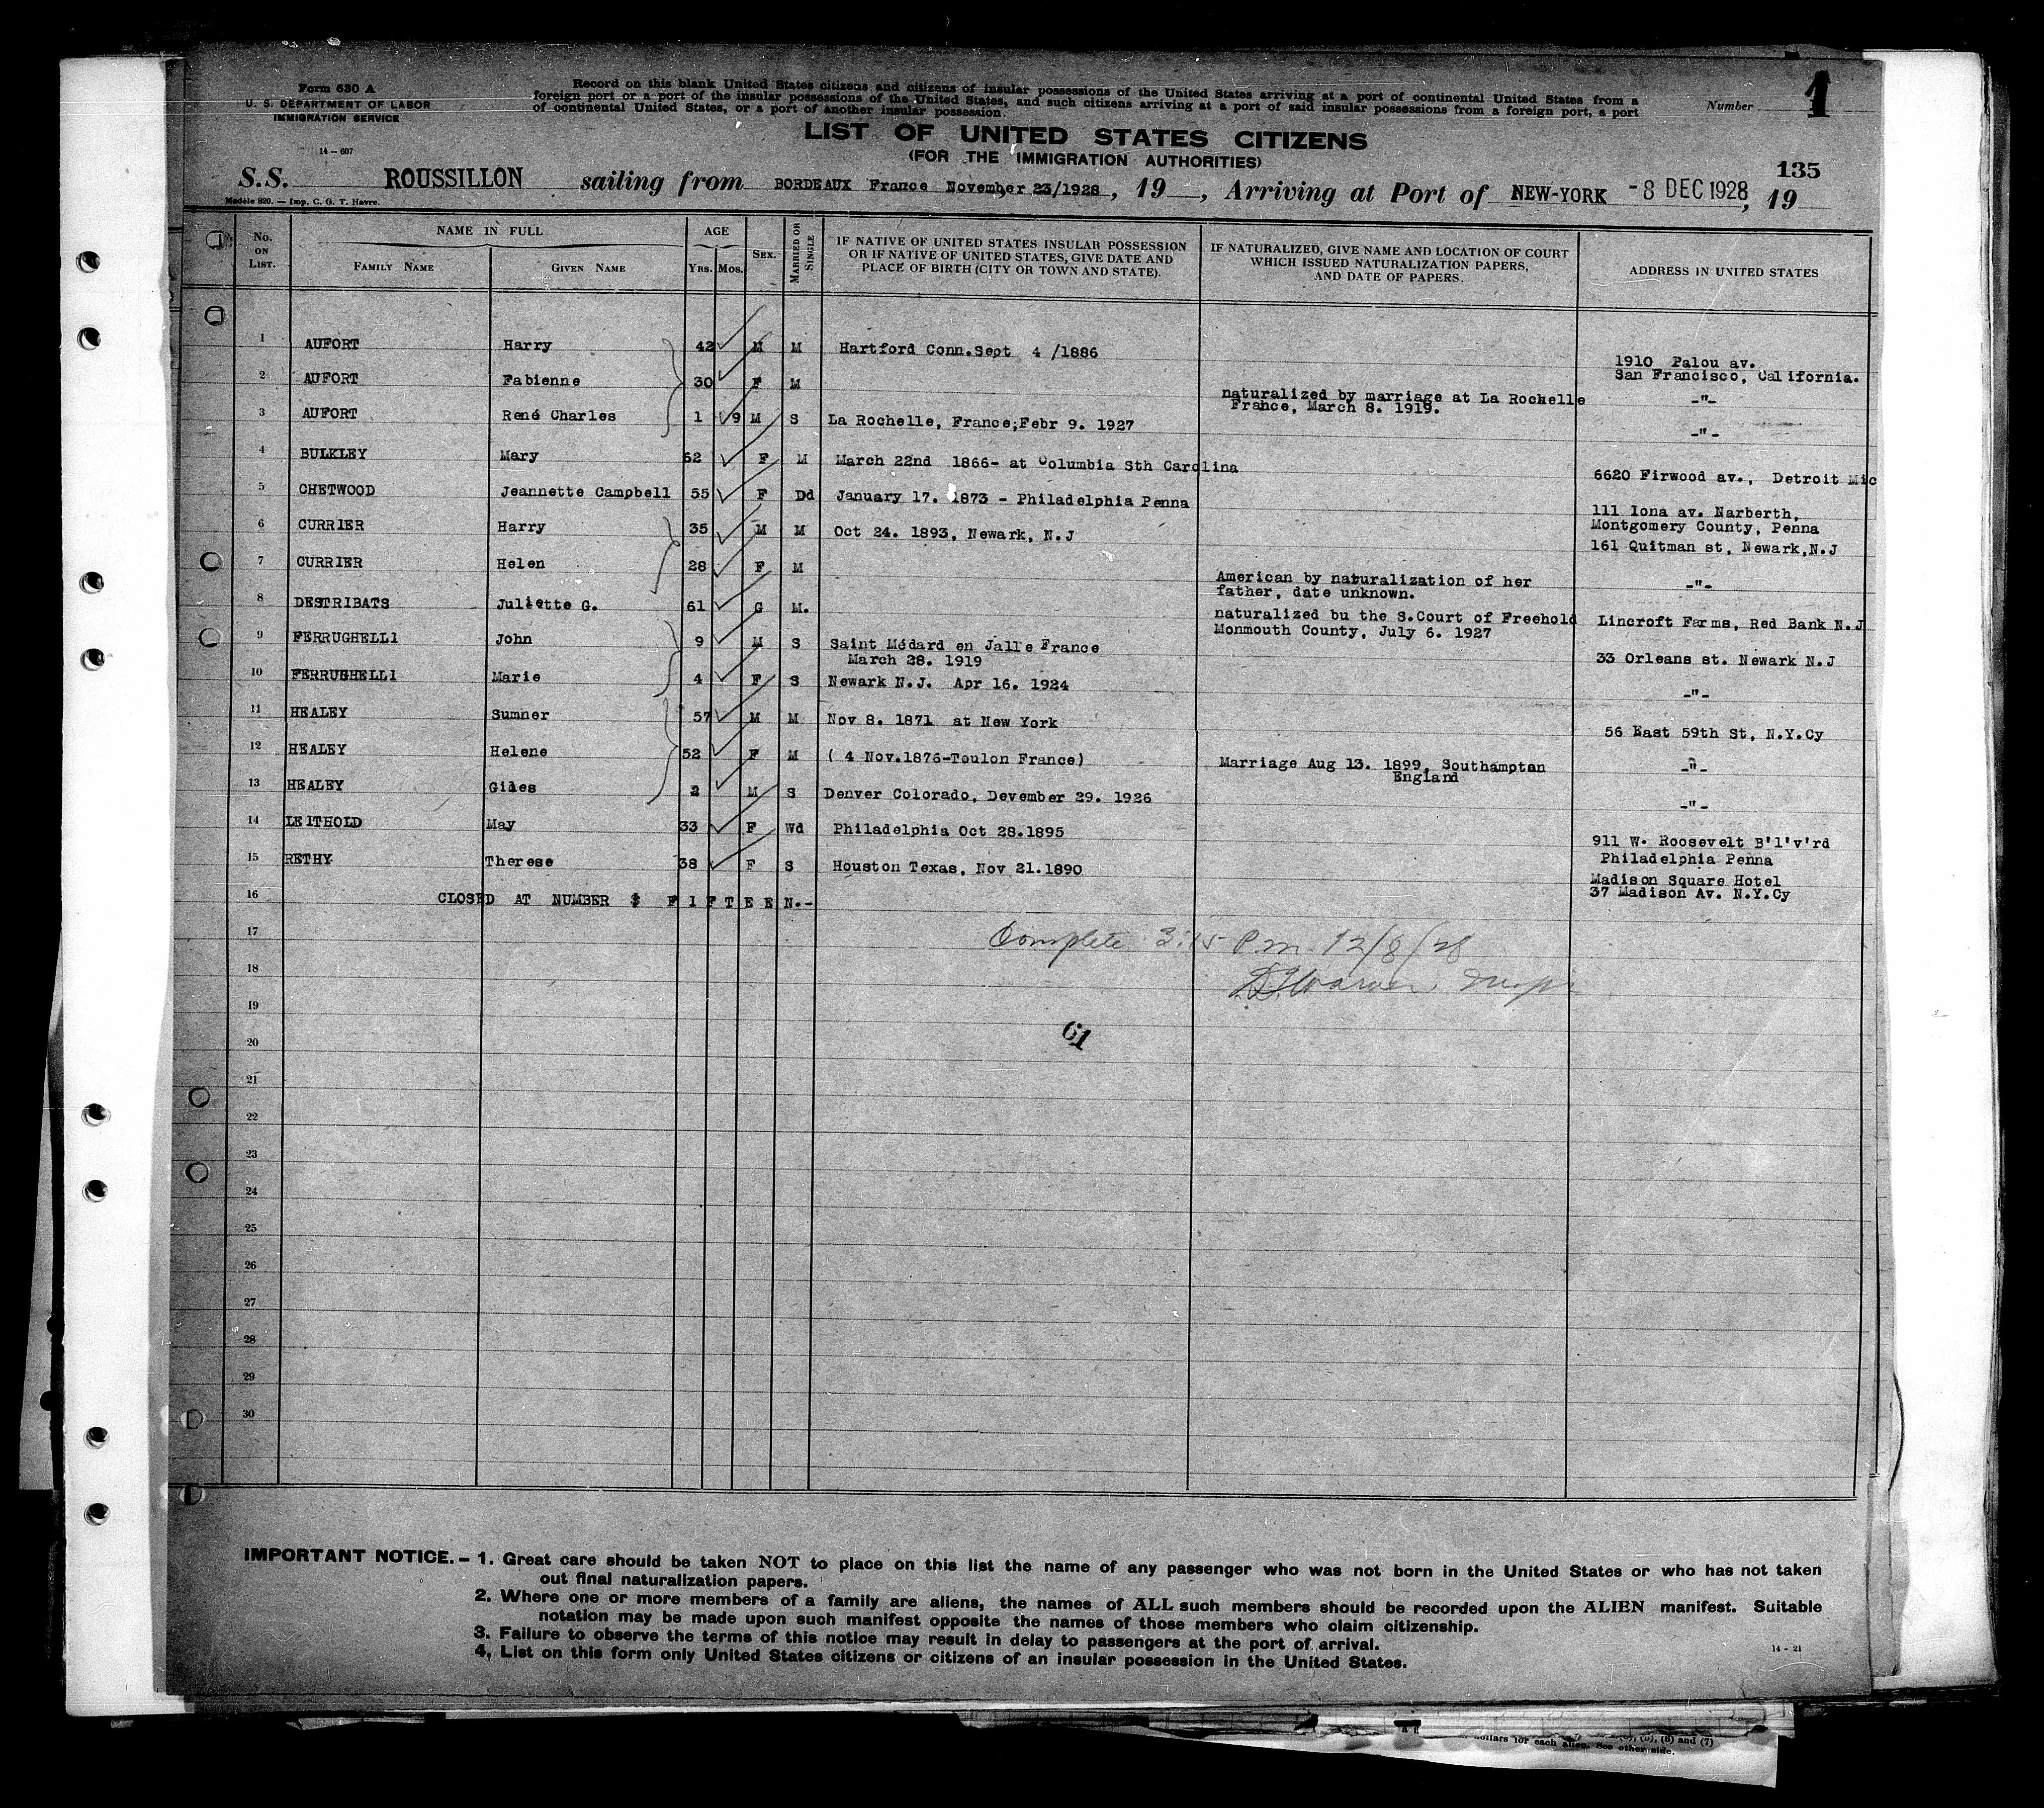 Form 630 A
U. S. DEPARTMENT OF LABOR
IMMIGRATION SERVICE
14 — 607
Record on this blank United States citizens and citizens of insular possessions of the United States arriving at a port of continental United States from a
foreign port or a port of the insular possessions of the United States, and such citizens arriving at a port of said insular possessions from a foreign port, a port
of continental United States, or a port of another insular possession.
Number 1
LIST OF UNITED STATES CITIZENS
(FOR THE IMMIGRATION AUTHORITIES)
135
S.S. ROUSSILLON sailing from BORDEAUX France November 23/1928, 19 , Arriving at Port of NEW-YORK -8 DEC 1928, 19
Modèle 820. — Imp. C. G. T. Havre.
No. ON LIST. NAME IN FULL FAMILY NAME GIVEN NAME AGE Yrs. Mos. SEX. MARRIED OR SINGLE
IF NATIVE OF UNITED STATES INSULAR POSSESSION
OR IF NATIVE OF UNITED STATES, GIVE DATE AND
PLACE OF BIRTH (CITY OR TOWN AND STATE).
IF NATURALIZED, GIVE NAME AND LOCATION OF COURT
WHICH ISSUED NATURALIZATION PAPERS,
AND DATE OF PAPERS.
ADDRESS IN UNITED STATES
1 AUFORT Harry 42 M M Hartford Conn.Sept 4 /1886 1910 Palou av.
San Francisco, California.
2 AUFORT Fabienne 30 F M naturalized by marriage at La Rochelle
France, March 8. 1919. -"-
3 AUFORT René Charles 1 9 M S La Rochelle, France;Febr 9. 1927 -"-
4 BULKLEY Mary 62 F M March 22nd 1866- at Columbia Sth Carolina 6620 Firwood av., Detroit Mic
5 CHETWOOD Jeannette Campbell 55 F Dd January 17. 1873 - Philadelphia Penna 111 Iona av. Narberth,
Montgomery County, Penna
6 CURRIER Harry 35 M M Oct 24. 1893, Newark, N.J 161 Quitman st, Newark,N.J
7 CURRIER Helen 28 F M American by naturalization of her
father, date unknown. -"-
8 DESTRIBATS Juliette G. 61 G M. naturalized bu the S.Court of Freehold
Monmouth County, July 6. 1927 Lincroft Farms, Red Bank N.J
9 FERRUGHELL1 John 9 M S Saint Médard en Jalle France
March 28. 1919 33 Orleans st. Newark N.J
10 FERRUGHELL1 Marie 4 F S Newark N.J. Apr 16. 1924 -"-
11 HEALEY Sumner 57 M M Nov 8. 1871 at New York 56 East 59th St, N.Y.Cy
12 HEALEY Helene 52 F M ( 4 Nov.1876-Toulon France) Marriage Aug 13. 1899, Southampton
England -"-
13 HEALEY Giles 2 M S Denver Colorado, Devember 29. 1926 -"-
14 LEITHOLD May 33 F Wd Philadelphia Oct 28.1895 911 W. Roosevelt B'l'v'rd
Philadelphia Penna
15 RETHY Therese 38 F S Houston Texas, Nov 21.1890 Madison Square Hotel
37 Madison Av. N.Y.Cy
16 CLOSED AT NUMBER $ F I F T E E N.-
17 Complete 3:15 Pm 12/8/28
18
19
61
20
21
22
23
24
25
26
27
28
29
30
IMPORTANT NOTICE. — 1. Great care should be taken NOT to place on this list the name of any passenger who was not born in the United States or who has not taken
out final naturalization papers.
2. Where one or more members of a family are aliens, the names of ALL such members should be recorded upon the ALIEN manifest. Suitable
notation may be made upon such manifest opposite the names of those members who claim citizenship.
3. Failure to observe the terms of this notice may result in delay to passengers at the port of arrival.
4. List on this form only United States citizens or citizens of an insular possession in the United States.
14 - 21
(6) and (7)
dollars for each alien. See other side.